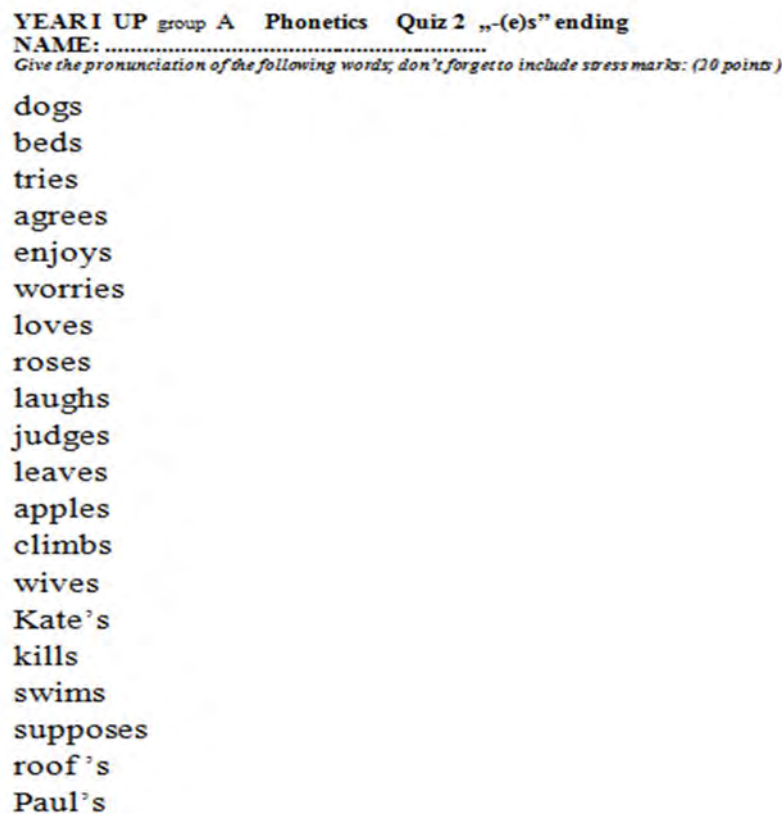 YEAR I UP group A Phonetics Quiz 2 „-(e)s” ending
NAME: ................................................................
Give the pronunciation of the following words; don't forget to include stress marks: (20 points)
dogs
beds
tries
agrees
enjoys
worries
loves
roses
laughs
judges
leaves
apples
climbs
wives
Kate's
kills
swims
supposes
roof 's
Paul's